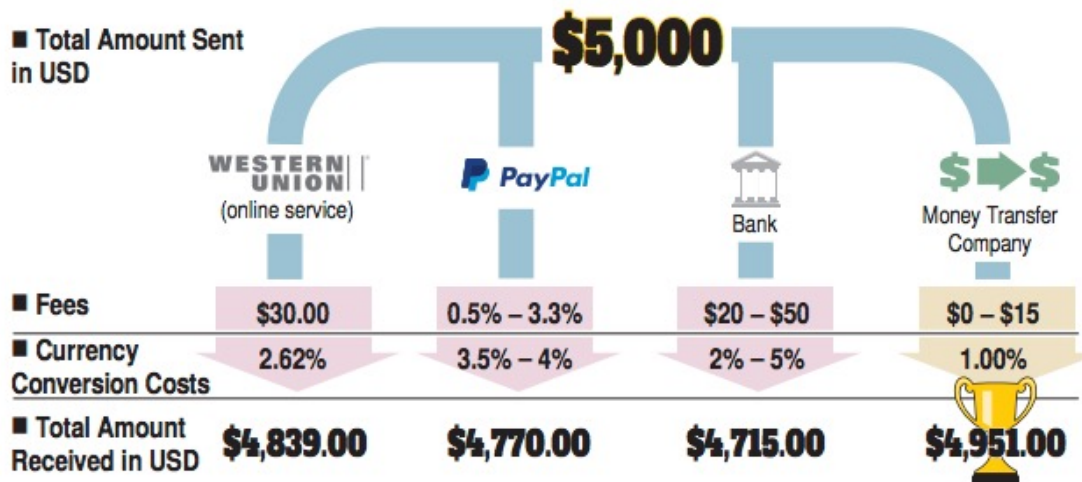 ■ Total Amount Sent
in USD
$5,000
WESTERN
UNION
(online service)
PayPal
Bank
$ $
Money Transfer
Company
■ Fees
$30.00
0.5% – 3.3%
$20 – $50
$0 – $15
■ Currency
Conversion Costs
2.62%
3.5% – 4%
2% – 5%
1.00%
■ Total Amount
Received in USD
$4,839.00
$4,770.00
$4,715.00
$4,951.00